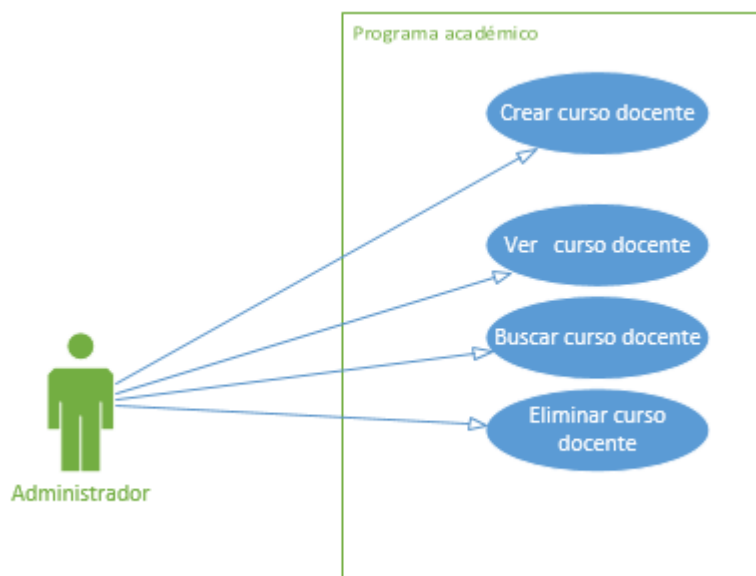 Programa académico
Crear curso docente
Ver curso docente
Buscar curso docente
Eliminar curso
docente
Administrador